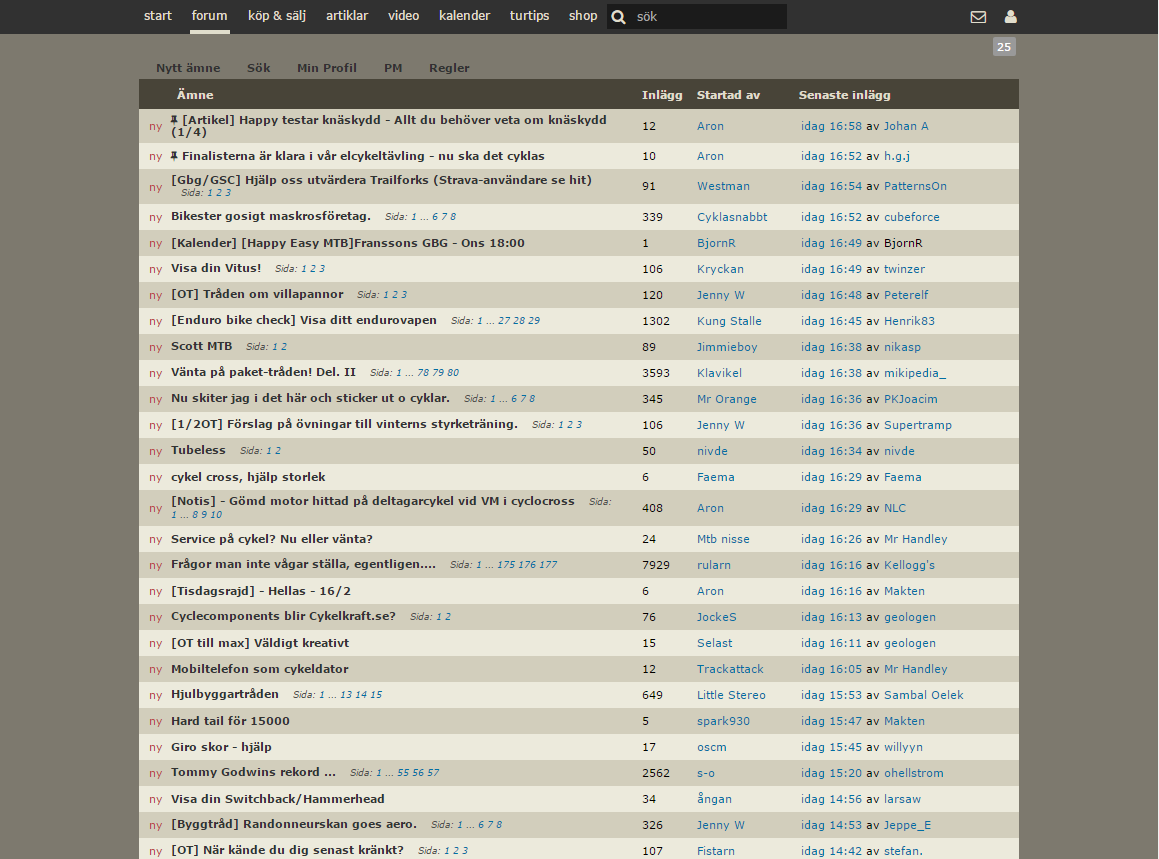 start forum köp & sälj artiklar video kalender turtips shop sök
25
Nytt ämne Sök Min Profil PM Regler
Ämne Inlägg Startad av Senaste inlägg
ny [Artikel] Happy testar knäskydd - Allt du behöver veta om knäskydd
(1/4) 12 Aron idag 16:58 av Johan A
ny Finalisterna är klara i vår elcykeltävling - nu ska det cyklas 10 Aron idag 16:52 av h.g.j
ny [Gbg/GSC] Hjälp oss utvärdera Trailforks (Strava-användare se hit)
Sida: 1 2 3 91 Westman idag 16:54 av PatternsOn
ny Bikester gosigt maskrosföretag. Sida: 1 ... 6 7 8 339 Cyklasnabbt idag 16:52 av cubeforce
ny [Kalender] [Happy Easy MTB]Franssons GBG - Ons 18:00 1 BjornR idag 16:49 av BjornR
ny Visa din Vitus! Sida: 1 2 3 106 Kryckan idag 16:49 av twinzer
ny [OT] Tråden om villapannor Sida: 1 2 3 120 Jenny W idag 16:48 av Peterelf
ny [Enduro bike check] Visa ditt endurovapen Sida: 1 ... 27 28 29 1302 Kung Stalle idag 16:45 av Henrik83
ny Scott MTB Sida: 1 2 89 Jimmieboy idag 16:38 av nikasp
ny Vänta på paket-tråden! Del. II Sida: 1 ... 78 79 80 3593 Klavikel idag 16:38 av mikipedia_
ny Nu skiter jag i det här och sticker ut o cyklar. Sida: 1 ... 6 7 8 345 Mr Orange idag 16:36 av PKJoacim
ny [1/2OT] Förslag på övningar till vinterns styrketräning. Sida: 1 2 3 106 Jenny W idag 16:36 av Supertramp
ny Tubeless Sida: 1 2 50 nivde idag 16:34 av nivde
ny cykel cross, hjälp storlek 6 Faema idag 16:29 av Faema
ny [Notis] - Gömd motor hittad på deltagarcykel vid VM i cyclocross Sida:
1 ... 8 9 10 408 Aron idag 16:29 av NLC
ny Service på cykel? Nu eller vänta? 24 Mtb nisse idag 16:26 av Mr Handley
ny Frågor man inte vågar ställa, egentligen.... Sida: 1 ... 175 176 177 7929 rularn idag 16:16 av Kellogg's
ny [Tisdagsrajd] - Hellas - 16/2 6 Aron idag 16:16 av Makten
ny Cyclecomponents blir Cykelkraft.se? Sida: 1 2 76 JockeS idag 16:13 av geologen
ny [OT till max] Väldigt kreativt 15 Selast idag 16:11 av geologen
ny Mobiltelefon som cykeldator 12 Trackattack idag 16:05 av Mr Handley
ny Hjulbyggartråden Sida: 1 ... 13 14 15 649 Little Stereo idag 15:53 av Sambal Oelek
ny Hard tail för 15000 5 spark930 idag 15:47 av Makten
ny Giro skor - hjälp 17 oscm idag 15:45 av willyyn
ny Tommy Godwins rekord ... Sida: 1 ... 55 56 57 2562 s-o idag 15:20 av ohellstrom
ny Visa din Switchback/Hammerhead 34 ångan idag 14:56 av larsaw
ny [Byggtråd] Randonneurskan goes aero. Sida: 1 ... 6 7 8 326 Jenny W idag 14:53 av Jeppe_E
ny [OT] När kände du dig senast kränkt? Sida: 1 2 3 107 Fistarn idag 14:42 av stefan.